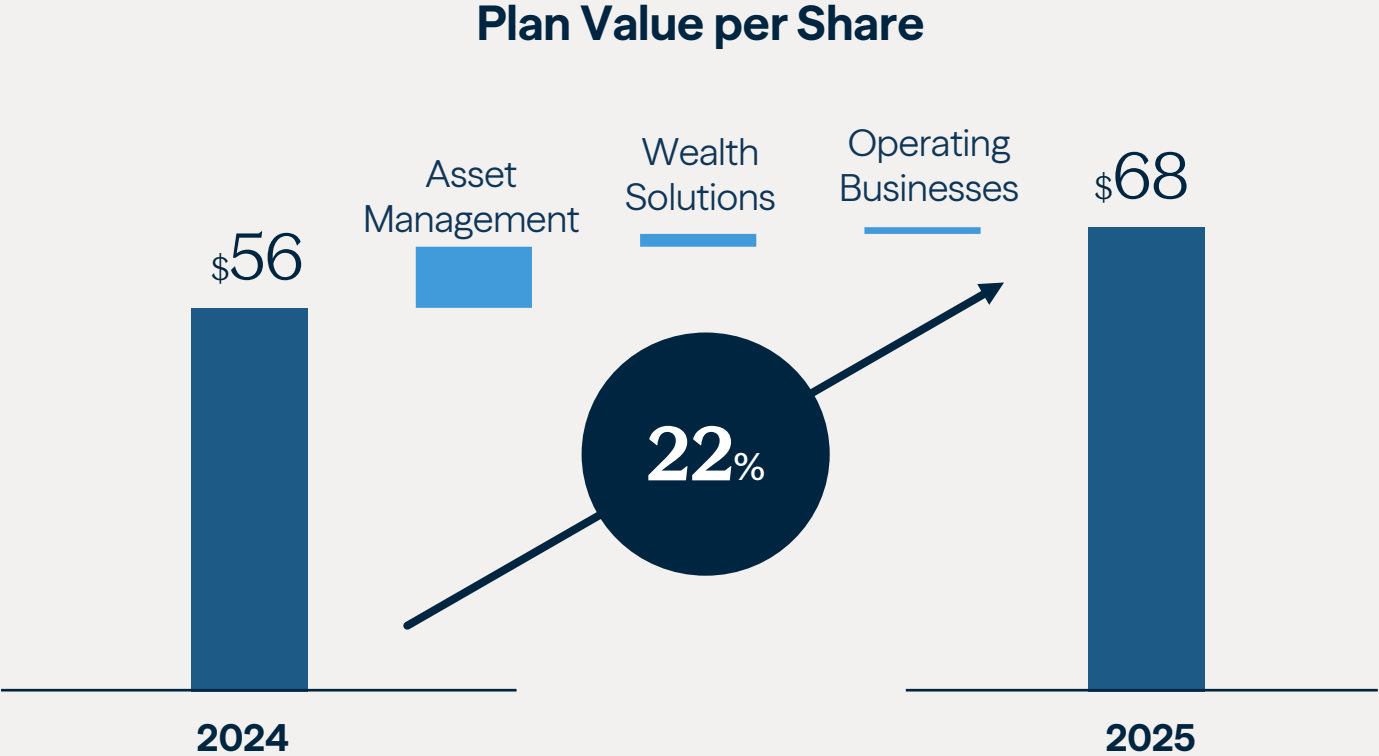 Plan Value per Share
$56
Asset
Management
Wealth
Solutions
Operating
Businesses
$68
22%
2024
2025